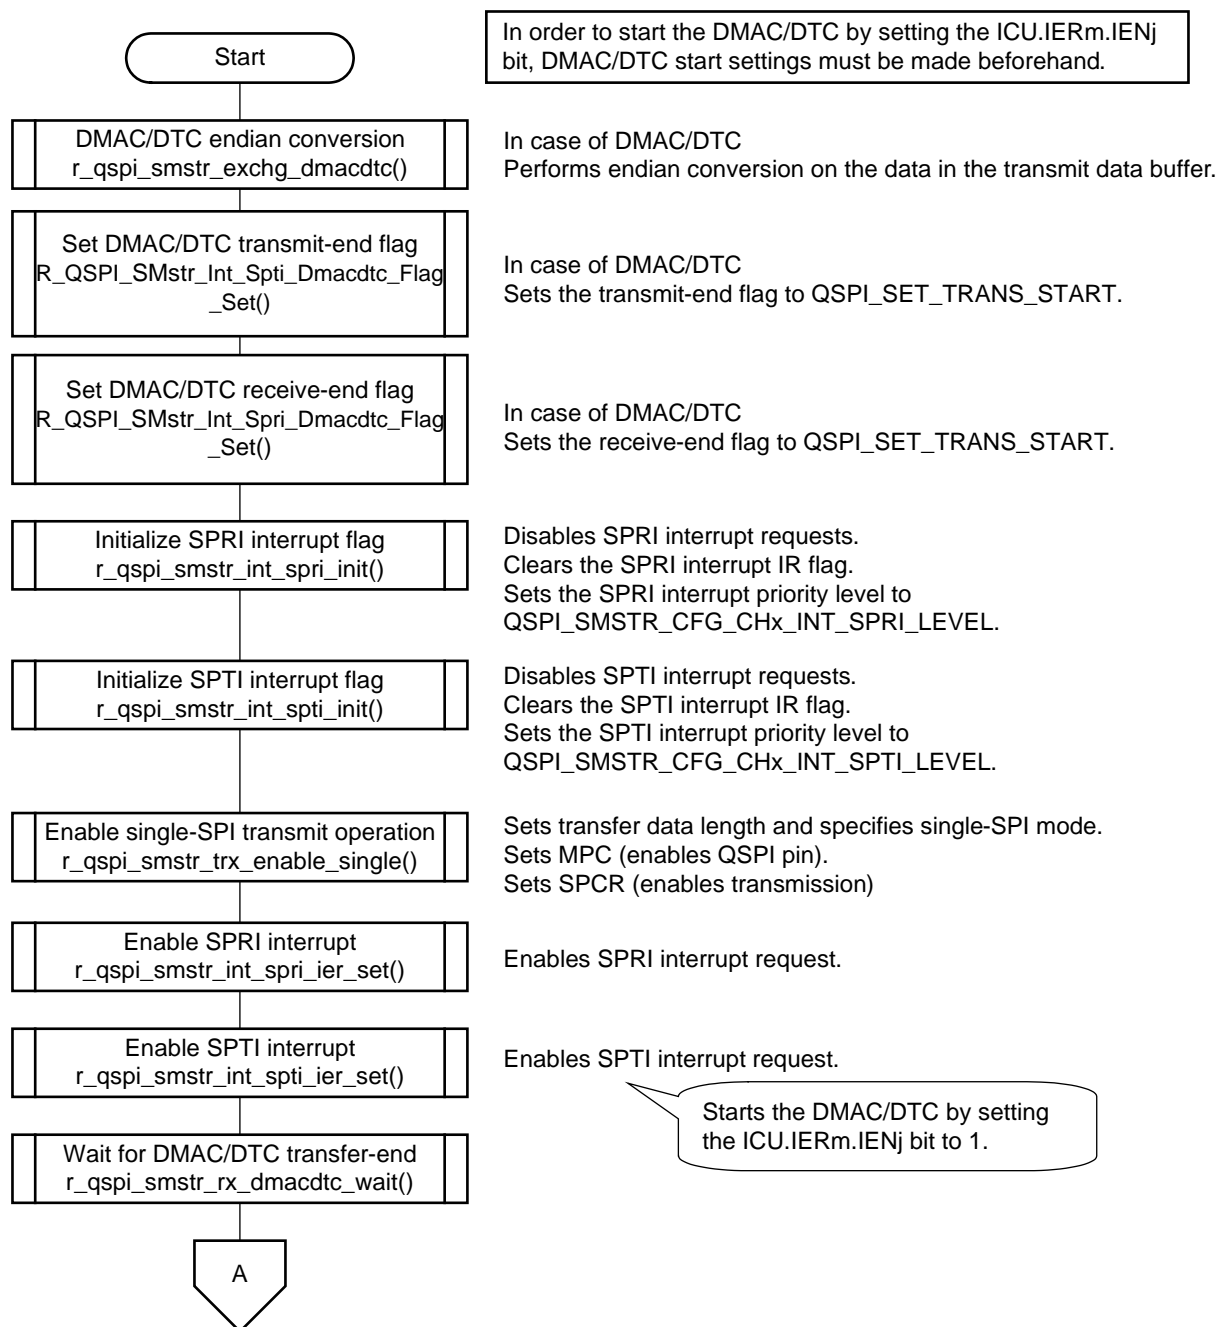 In order to start the DMAC/DTC by setting the ICU.IERm.IENj
bit, DMAC/DTC start settings must be made beforehand.
Start
DMAC/DTC endian conversion
r_qspi_smstr_exchg_dmacdtc()
In case of DMAC/DTC
Performs endian conversion on the data in the transmit data buffer.
Set DMAC/DTC transmit-end flag
R_QSPI_SMstr_Int_Spti_Dmacdtc_Flag
_Set()
In case of DMAC/DTC
Sets the transmit-end flag to QSPI_SET_TRANS_START.
Set DMAC/DTC receive-end flag
R_QSPI_SMstr_Int_Spri_Dmacdtc_Flag
_Set()
In case of DMAC/DTC
Sets the receive-end flag to QSPI_SET_TRANS_START.
Initialize SPRI interrupt flag
r_qspi_smstr_int_spri_init()
Disables SPRI interrupt requests.
Clears the SPRI interrupt IR flag.
Sets the SPRI interrupt priority level to
QSPI_SMSTR_CFG_CHx_INT_SPRI_LEVEL.
Initialize SPTI interrupt flag
r_qspi_smstr_int_spti_init()
Disables SPTI interrupt requests.
Clears the SPTI interrupt IR flag.
Sets the SPTI interrupt priority level to
QSPI_SMSTR_CFG_CHx_INT_SPTI_LEVEL.
Enable single-SPI transmit operation
r_qspi_smstr_trx_enable_single()
Sets transfer data length and specifies single-SPI mode.
Sets MPC (enables QSPI pin).
Sets SPCR (enables transmission)
Enable SPRI interrupt
r_qspi_smstr_int_spri_ier_set()
Enables SPRI interrupt request.
Enable SPTI interrupt
r_qspi_smstr_int_spti_ier_set()
Enables SPTI interrupt request.
Starts the DMAC/DTC by setting
the ICU.IERm.IENj bit to 1.
Wait for DMAC/DTC transfer-end
r_qspi_smstr_rx_dmacdtc_wait()
A